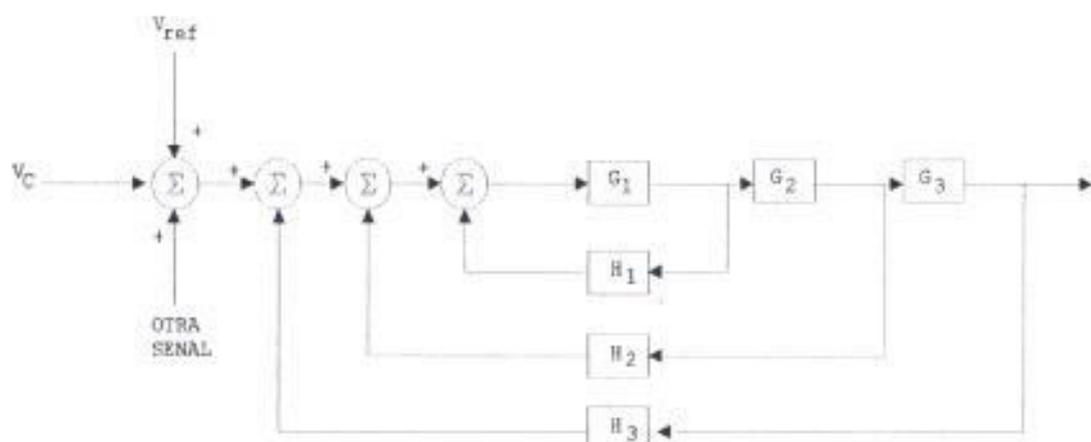 Vref
+
VC
Σ
+
Σ
+
Σ
+
Σ
G1
G2
G3
+
H1
OTRA
SENAL
H2
H3